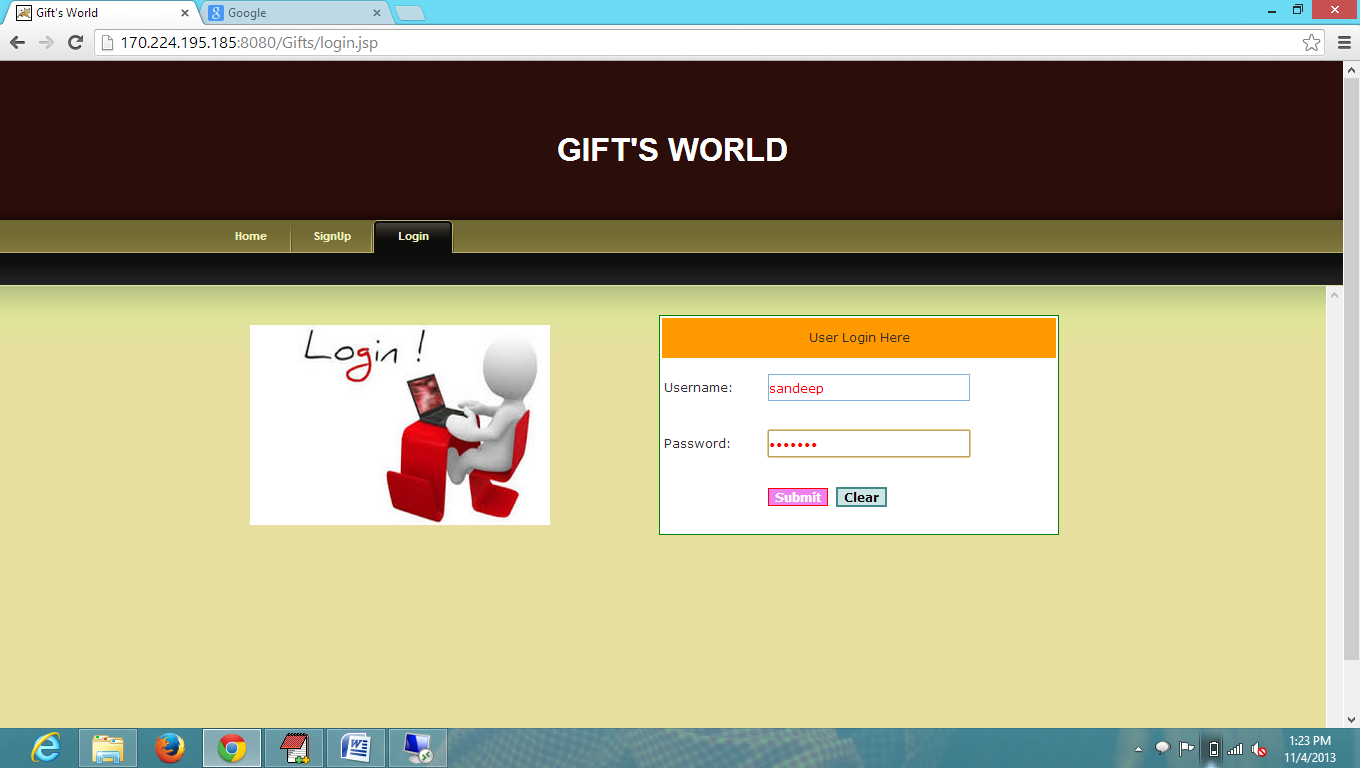 Gift's World
Google
170.224.195.185:8080/Gifts/login.jsp
GIFT'S WORLD
Home SignUp Login
Login !
User Login Here
Username: sandeep
Password: •••••••
Submit Clear
1:23 PM
11/4/2013